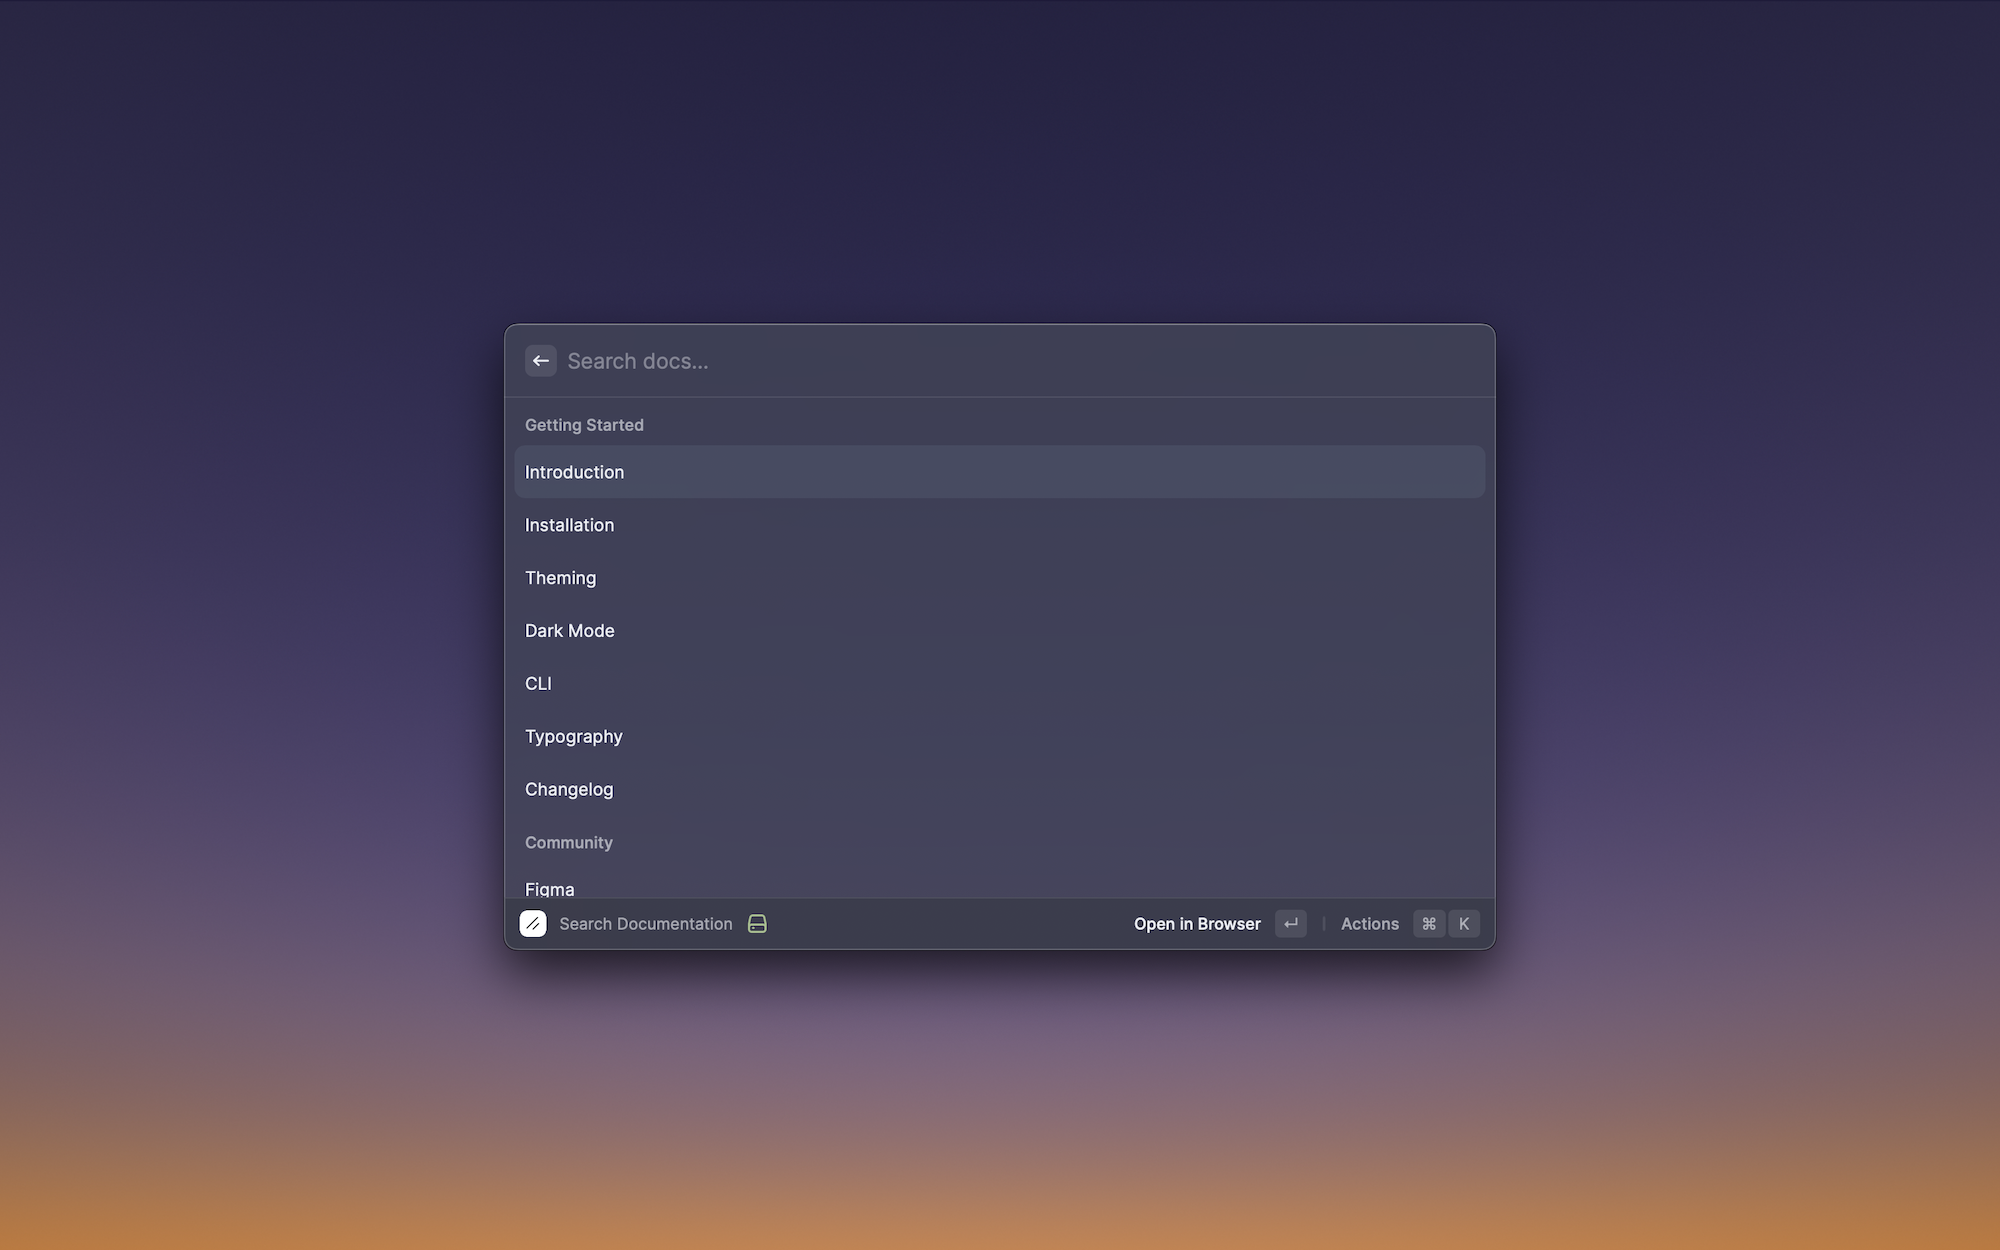 Search docs...
Getting Started
Introduction
Installation
Theming
Dark Mode
CLI
Typography
Changelog
Community
Figma
Search Documentation Open in Browser ↵ | Actions ⌘ K